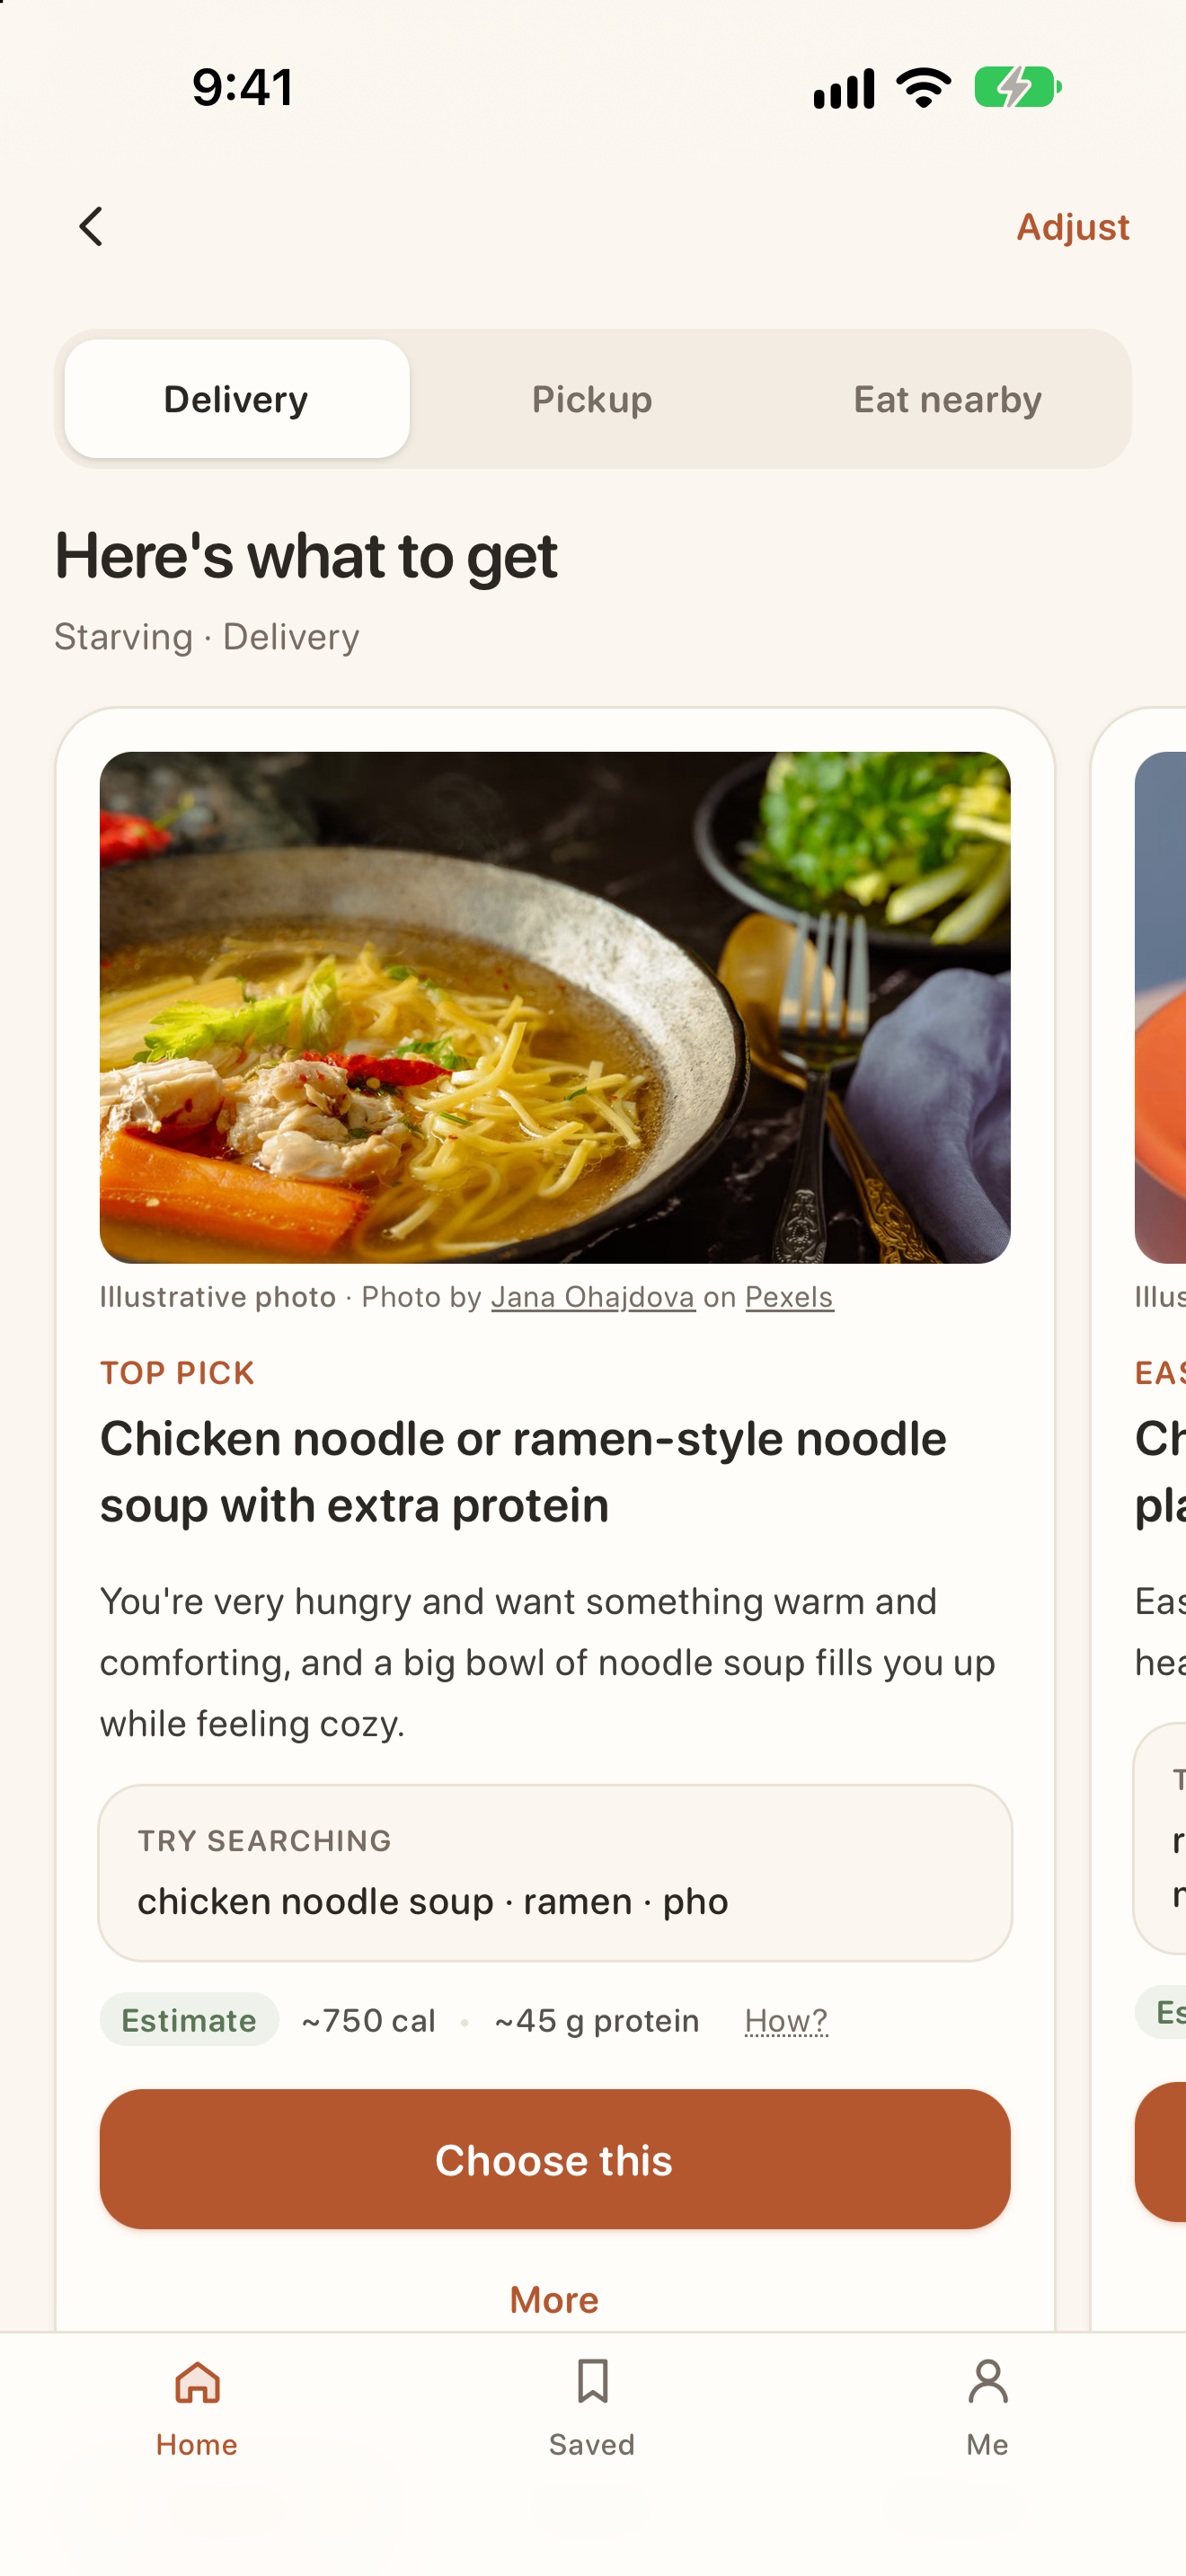 9:41
Adjust
Delivery
Pickup
Eat nearby
Here's what to get
Starving · Delivery
Illustrative photo · Photo by Jana Ohajdova on Pexels
TOP PICK
Chicken noodle or ramen-style noodle
soup with extra protein
You're very hungry and want something warm and
comforting, and a big bowl of noodle soup fills you up
while feeling cozy.
TRY SEARCHING
chicken noodle soup · ramen · pho
Estimate ~750 cal · ~45 g protein How?
Choose this
More
Home
Saved
Me